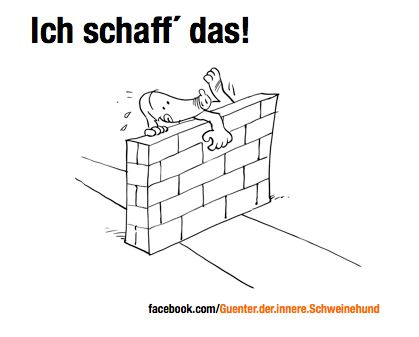 Ich schaff´ das!
facebook.com/Guenter.der.innere.Schweinehund